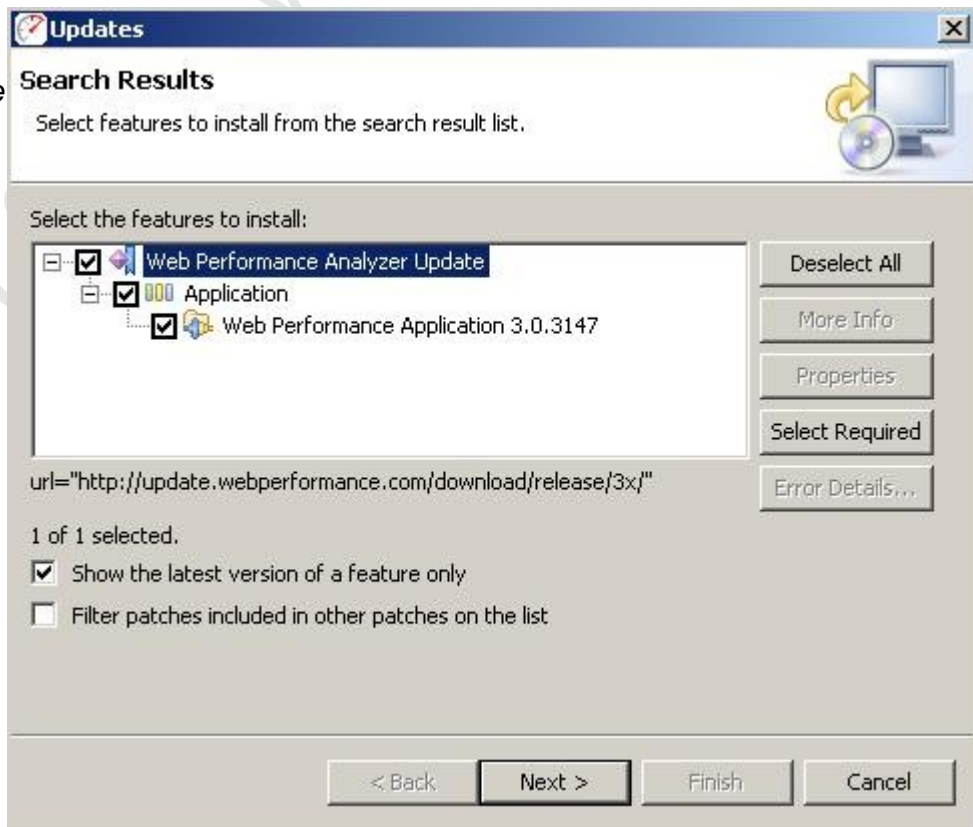 Updates
Search Results
Select features to install from the search result list.
Select the features to install:
Web Performance Analyzer Update
Application
Web Performance Application 3.0.3147
Deselect All
More Info
Properties
Select Required
Error Details...
url="http://update.webperformance.com/download/release/3x/"
1 of 1 selected.
Show the latest version of a feature only
Filter patches included in other patches on the list
< Back
Next >
Finish
Cancel